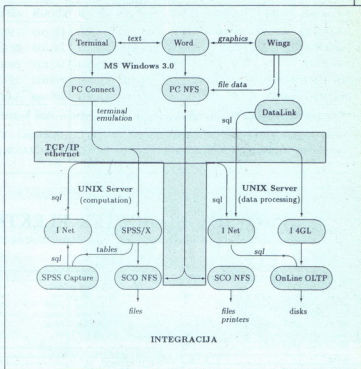 Terminal text Word graphics Wingz
MS Windows 3.0
PC Connect PC NFS file data
DataLink
terminal
emulation
sql
TCP/IP
ethernet
UNIX Server
(computation)
UNIX Server
(data processing)
sql sql
I Net SPSS/X I Net I 4GL
sql tables sql
SPSS Capture SCO NFS SCO NFS OnLine OLTP
files files
printers
disks
INTEGRACIJA